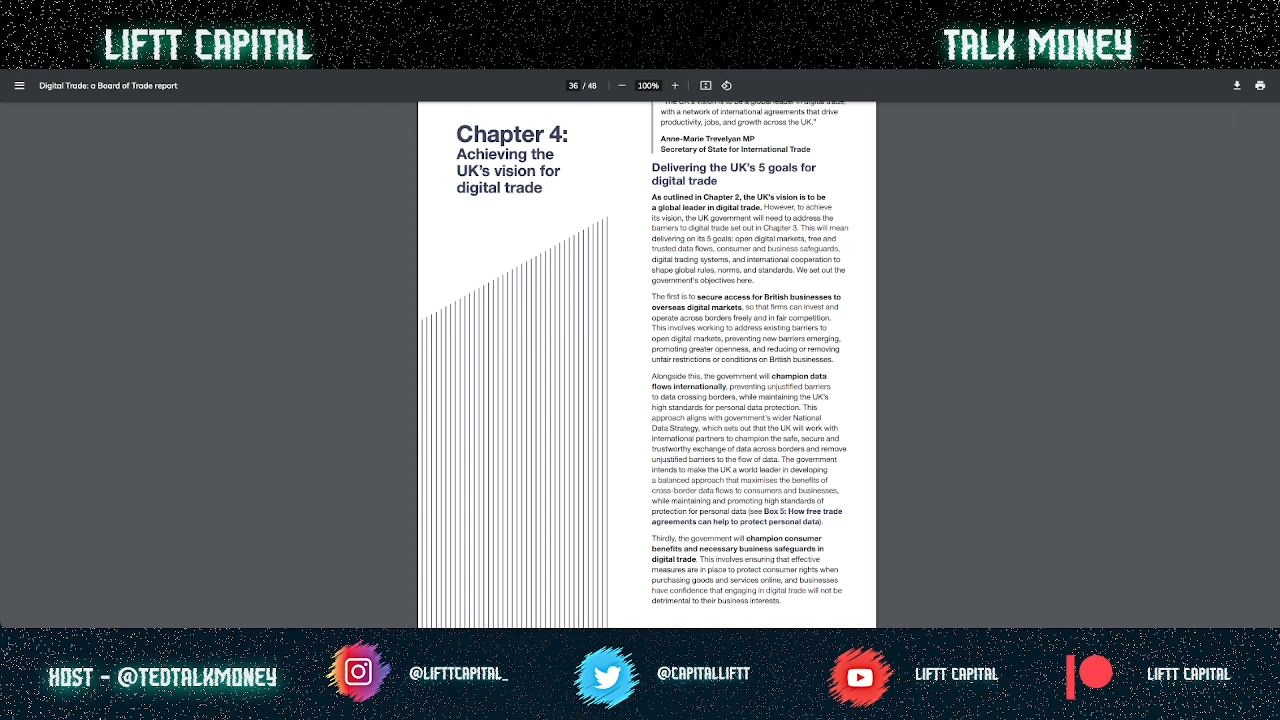 LIFTT CAPITAL
TALK MONEY
Digital Trade: a Board of Trade report
36 / 48
100%
Chapter 4:
Achieving the
UK's vision for
digital trade
"The UK's vision is to be a global leader in digital trade,
with a network of international agreements that drive
productivity, jobs, and growth across the UK."
Anne-Marie Trevelyan MP
Secretary of State for International Trade
Delivering the UK's 5 goals for
digital trade
As outlined in Chapter 2, the UK's vision is to be
a global leader in digital trade. However, to achieve
its vision, the UK government will need to address the
barriers to digital trade set out in Chapter 3. This will mean
delivering on its 5 goals: open digital markets, free and
trusted data flows, consumer and business safeguards,
digital trading systems, and international cooperation to
shape global rules, norms, and standards. We set out the
government's objectives here.
The first is to secure access for British businesses to
overseas digital markets, so that firms can invest and
operate across borders freely and in fair competition.
This involves working to address existing barriers to
open digital markets, preventing new barriers emerging,
promoting greater openness, and reducing or removing
unfair restrictions or conditions on British businesses.
Alongside this, the government will champion data
flows internationally, preventing unjustified barriers
to data crossing borders, while maintaining the UK's
high standards for personal data protection. This
approach aligns with government's wider National
Data Strategy, which sets out that the UK will work with
international partners to champion the safe, secure and
trustworthy exchange of data across borders and remove
unjustified barriers to the flow of data. The government
intends to make the UK a world leader in developing
a balanced approach that maximises the benefits of
cross-border data flows to consumers and businesses,
while maintaining and promoting high standards of
protection for personal data (see Box 5: How free trade
agreements can help to protect personal data).
Thirdly, the government will champion consumer
benefits and necessary business safeguards in
digital trade. This involves ensuring that effective
measures are in place to protect consumer rights when
purchasing goods and services online, and businesses
have confidence that engaging in digital trade will not be
detrimental to their business interests.
HOST - @TEDTALKMONEY
@LIFTTCAPITAL_
@CAPITALLIFTT
LIFTT CAPITAL
LIFTT CAPITAL